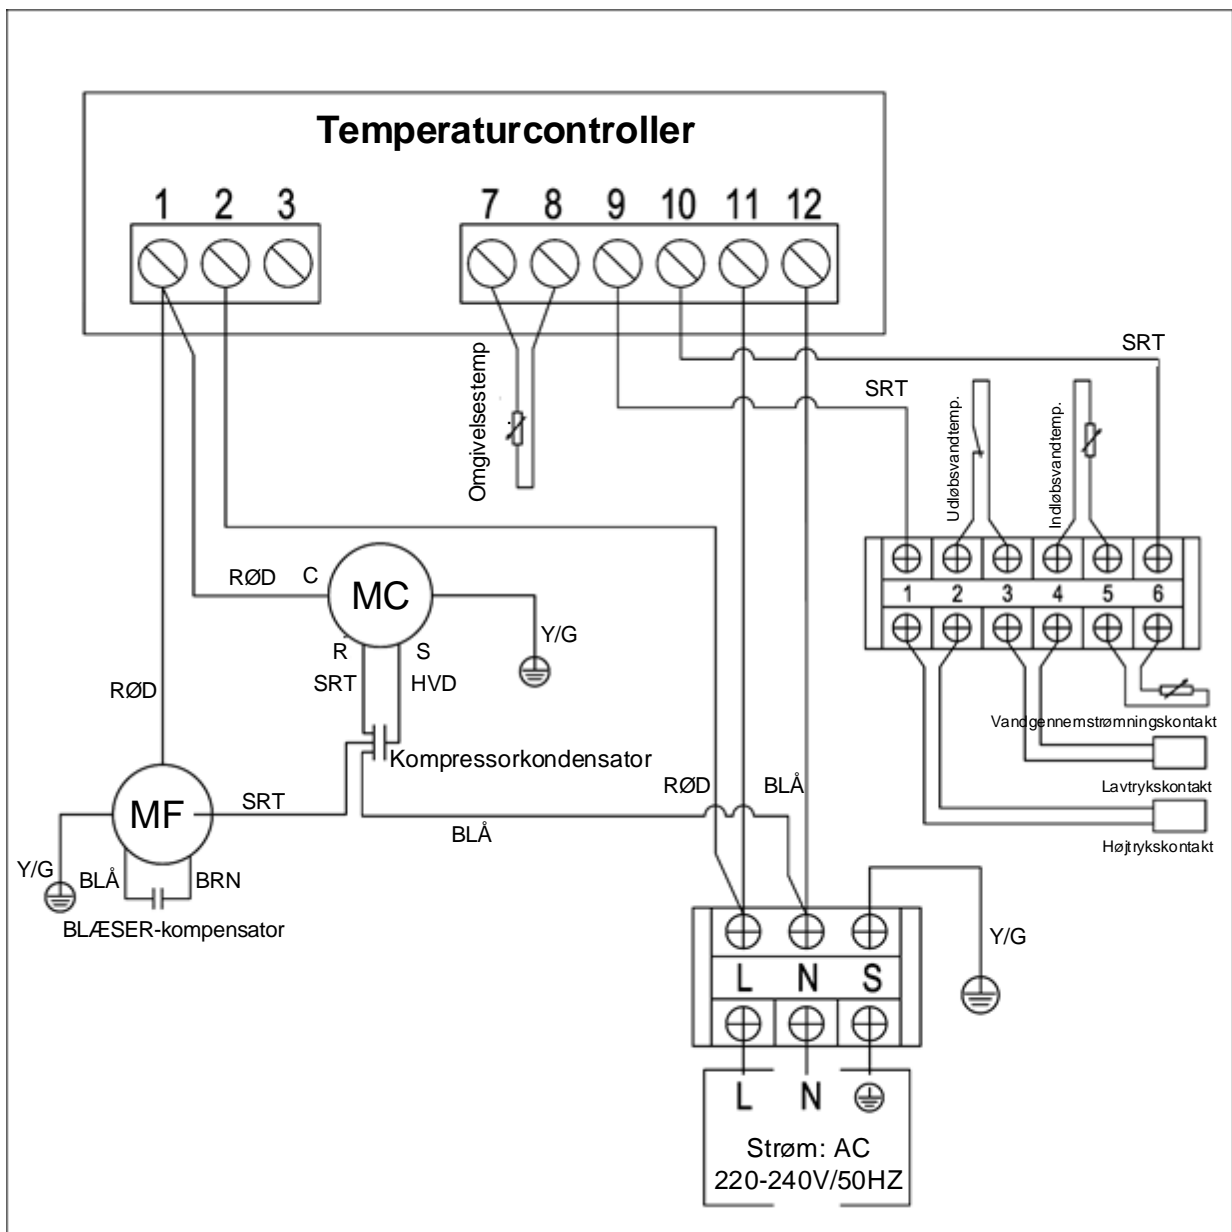 Temperaturcontroller
1 2 3 7 8 9 10 11 12
Omgivelsestemp
SRT
SRT
Udløbsvandtemp.
Indløbsvandtemp.
1 2 3 4 5 6
RØD C MC
Y/G
R S
SRT HVD
RØD
Vandgennemstrømningskontakt
Kompressorkondensator
RØD BLÅ
Lavtrykskontakt
MF SRT
BLÅ
Højtrykskontakt
Y/G
BLÅ BRN
BLÆSER-kompensator
Y/G
L N S
L N
Strøm: AC
220-240V/50HZ